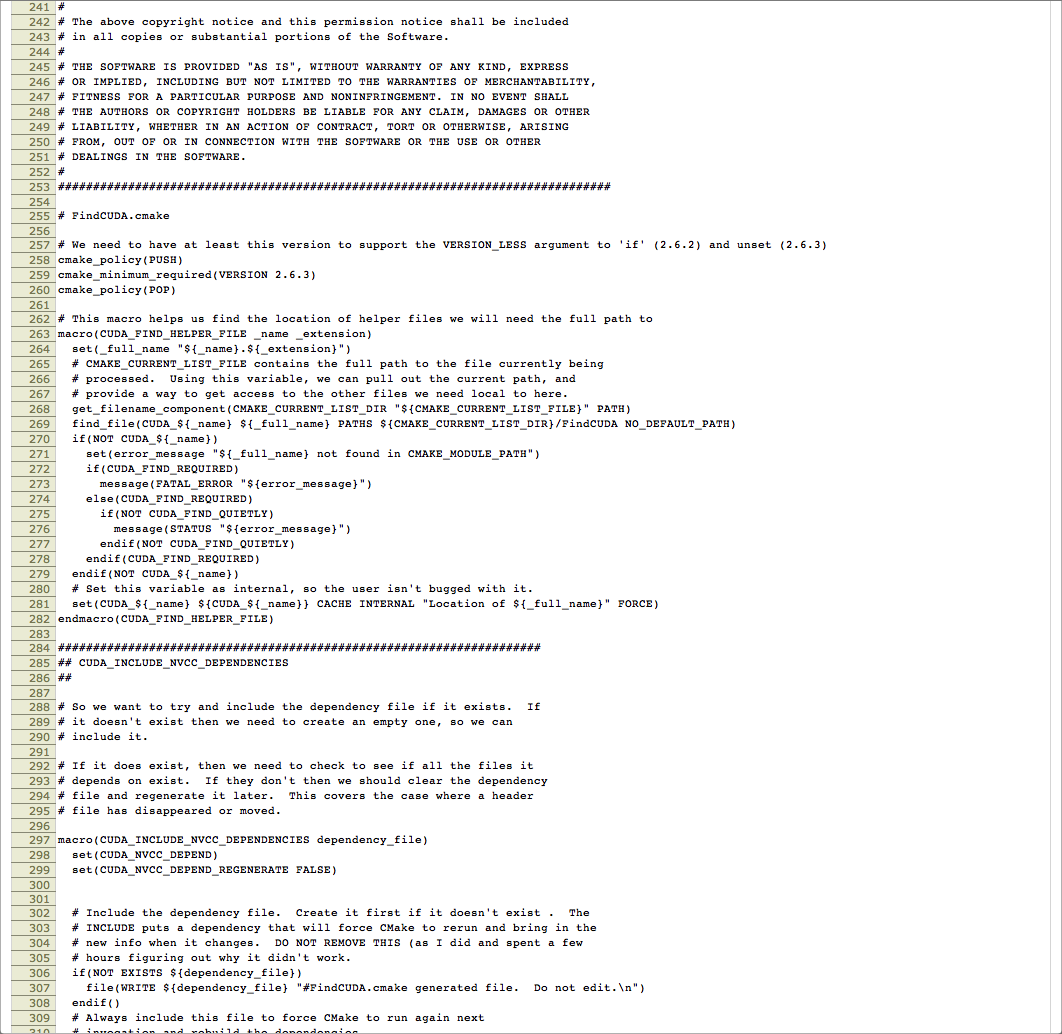 241 #
242 # The above copyright notice and this permission notice shall be included
243 # in all copies or substantial portions of the Software.
244 #
245 # THE SOFTWARE IS PROVIDED "AS IS", WITHOUT WARRANTY OF ANY KIND, EXPRESS
246 # OR IMPLIED, INCLUDING BUT NOT LIMITED TO THE WARRANTIES OF MERCHANTABILITY,
247 # FITNESS FOR A PARTICULAR PURPOSE AND NONINFRINGEMENT. IN NO EVENT SHALL
248 # THE AUTHORS OR COPYRIGHT HOLDERS BE LIABLE FOR ANY CLAIM, DAMAGES OR OTHER
249 # LIABILITY, WHETHER IN AN ACTION OF CONTRACT, TORT OR OTHERWISE, ARISING
250 # FROM, OUT OF OR IN CONNECTION WITH THE SOFTWARE OR THE USE OR OTHER
251 # DEALINGS IN THE SOFTWARE.
252 #
253 ###############################################################################
254
255 # FindCUDA.cmake
256
257 # We need to have at least this version to support the VERSION_LESS argument to 'if' (2.6.2) and unset (2.6.3)
258 cmake_policy(PUSH)
259 cmake_minimum_required(VERSION 2.6.3)
260 cmake_policy(POP)
261
262 # This macro helps us find the location of helper files we will need the full path to
263 macro(CUDA_FIND_HELPER_FILE _name _extension)
264   set(_full_name "${_name}.${_extension}")
265   # CMAKE_CURRENT_LIST_FILE contains the full path to the file currently being
266   # processed.  Using this variable, we can pull out the current path, and
267   # provide a way to get access to the other files we need local to here.
268   get_filename_component(CMAKE_CURRENT_LIST_DIR "${CMAKE_CURRENT_LIST_FILE}" PATH)
269   find_file(CUDA_${_name} ${_full_name} PATHS ${CMAKE_CURRENT_LIST_DIR}/FindCUDA NO_DEFAULT_PATH)
270   if(NOT CUDA_${_name})
271     set(error_message "${_full_name} not found in CMAKE_MODULE_PATH")
272     if(CUDA_FIND_REQUIRED)
273       message(FATAL_ERROR "${error_message}")
274     else(CUDA_FIND_REQUIRED)
275       if(NOT CUDA_FIND_QUIETLY)
276         message(STATUS "${error_message}")
277       endif(NOT CUDA_FIND_QUIETLY)
278     endif(CUDA_FIND_REQUIRED)
279   endif(NOT CUDA_${_name})
280   # Set this variable as internal, so the user isn't bugged with it.
281   set(CUDA_${_name} ${CUDA_${_name}} CACHE INTERNAL "Location of ${_full_name}" FORCE)
282 endmacro(CUDA_FIND_HELPER_FILE)
283
284 #####################################################################
285 ## CUDA_INCLUDE_NVCC_DEPENDENCIES
286 ##
287
288 # So we want to try and include the dependency file if it exists.  If
289 # it doesn't exist then we need to create an empty one, so we can
290 # include it.
291
292 # If it does exist, then we need to check to see if all the files it
293 # depends on exist.  If they don't then we should clear the dependency
294 # file and regenerate it later.  This covers the case where a header
295 # file has disappeared or moved.
296
297 macro(CUDA_INCLUDE_NVCC_DEPENDENCIES dependency_file)
298   set(CUDA_NVCC_DEPEND)
299   set(CUDA_NVCC_DEPEND_REGENERATE FALSE)
300
301
302   # Include the dependency file.  Create it first if it doesn't exist .  The
303   # INCLUDE puts a dependency that will force CMake to rerun and bring in the
304   # new info when it changes.  DO NOT REMOVE THIS (as I did and spent a few
305   # hours figuring out why it didn't work.
306   if(NOT EXISTS ${dependency_file})
307     file(WRITE ${dependency_file} "#FindCUDA.cmake generated file.  Do not edit.\n")
308   endif()
309   # Always include this file to force CMake to run again next
310   # invocation and rebuild the dependencies.